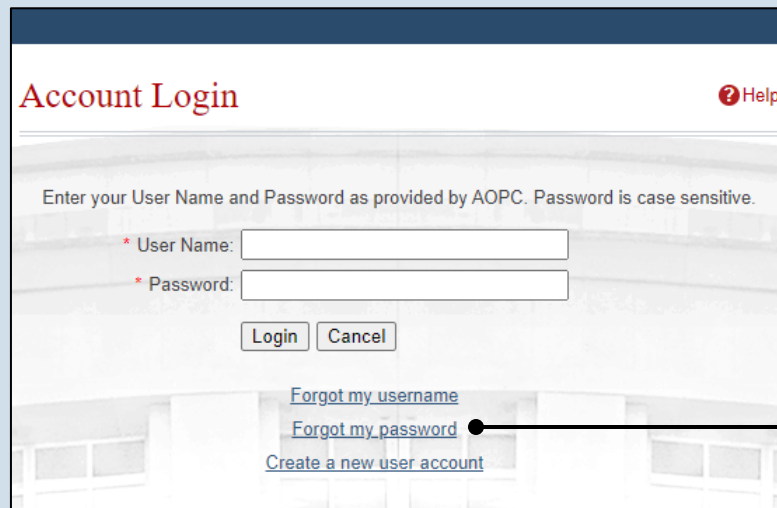 Account Login
Help
Enter your User Name and Password as provided by AOPC. Password is case sensitive.
* User Name:
* Password:
Login Cancel
Forgot my username
Forgot my password
Create a new user account